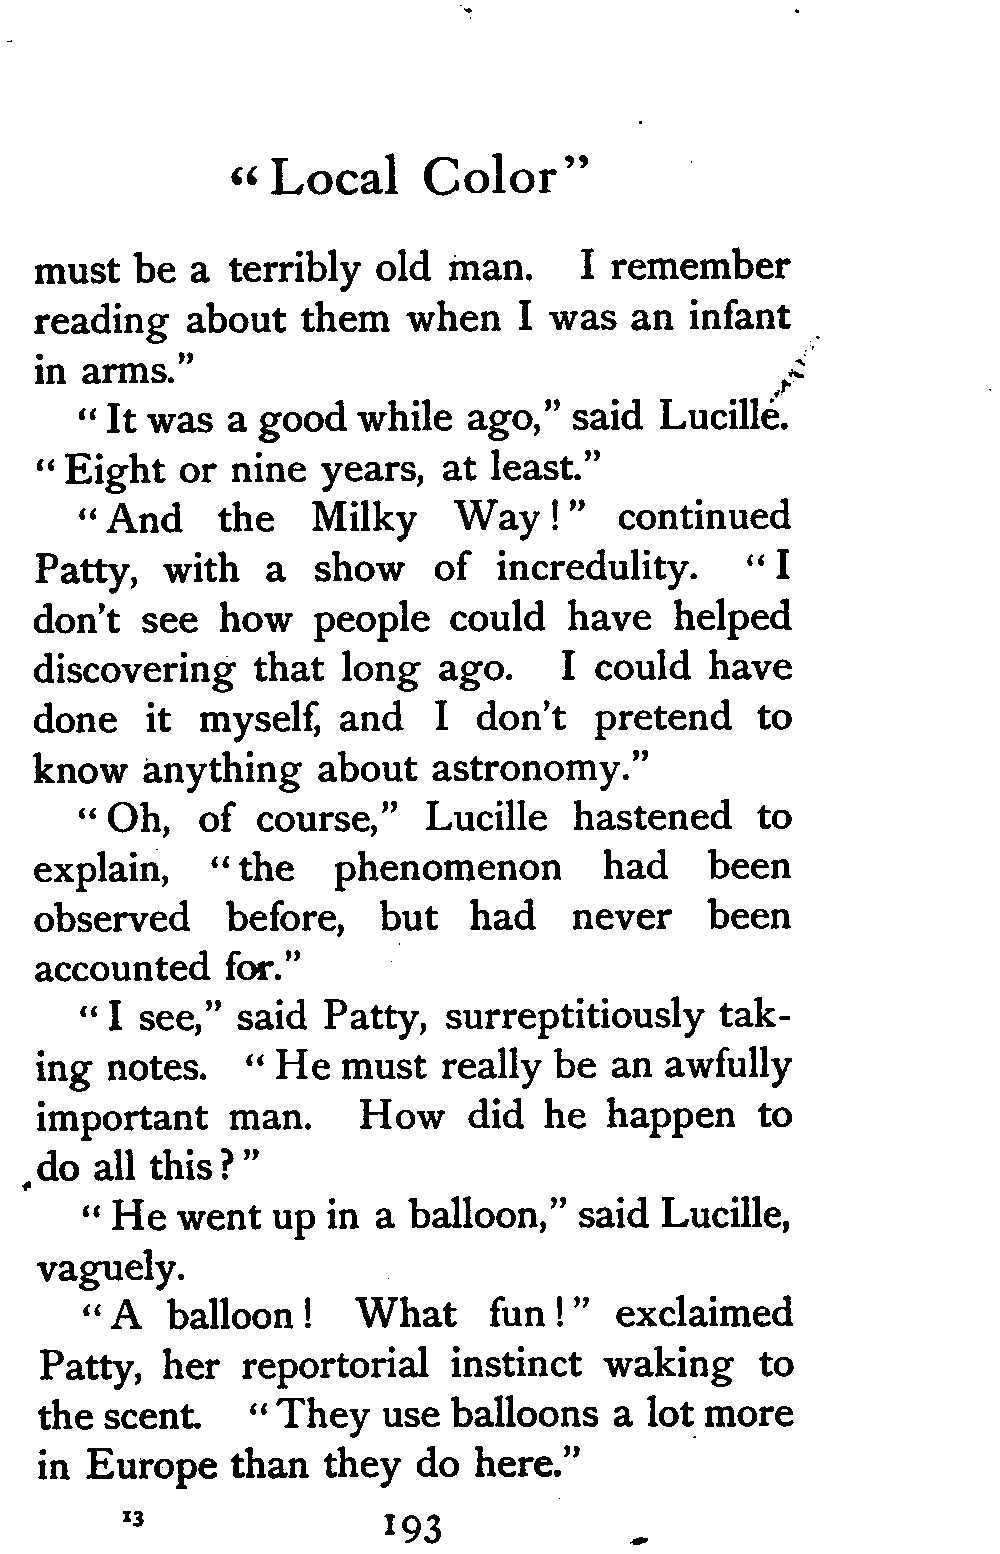 “Local Color”
must be a terribly old man. I remember
reading about them when I was an infant
in arms.”
“It was a good while ago,” said Lucille.
“Eight or nine years, at least.”
“And the Milky Way!” continued
Patty, with a show of incredulity. “I
don't see how people could have helped
discovering that long ago. I could have
done it myself, and I don't pretend to
know anything about astronomy.”
“Oh, of course,” Lucille hastened to
explain, “the phenomenon had been
observed before, but had never been
accounted for.”
“I see,” said Patty, surreptitiously tak-
ing notes. “He must really be an awfully
important man. How did he happen to
do all this?”
“He went up in a balloon,” said Lucille,
vaguely.
“A balloon! What fun!” exclaimed
Patty, her reportorial instinct waking to
the scent. “They use balloons a lot more
in Europe than they do here.”
13 193